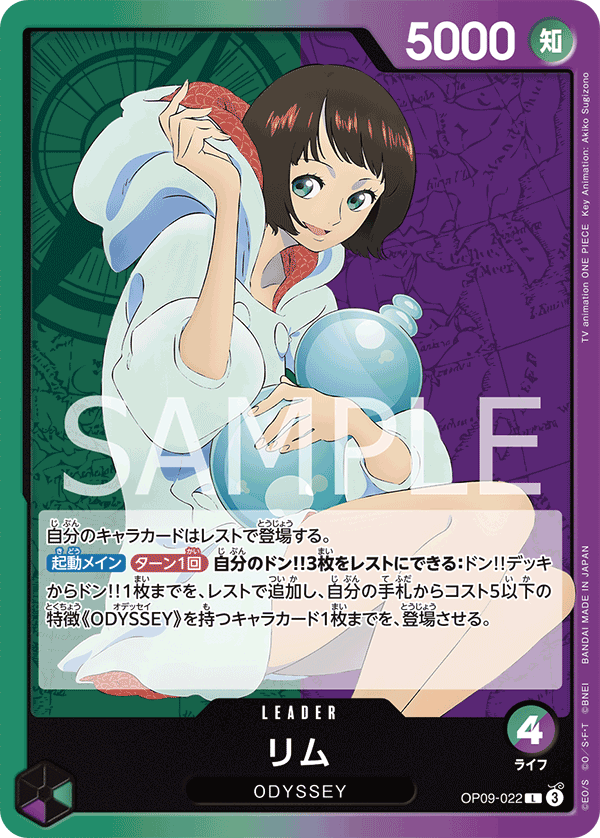 5000 知
SAMPLE
自分のキャラカードはレストで登場する。
起動メイン ターン1回 自分のドン!!3枚をレストにできる:ドン!!デッキ
からドン!!1枚までを、レストで追加し、自分の手札からコスト5以下の
特徴《ODYSSEY》を持つキャラカード1枚までを、登場させる。
LEADER
リム
ODYSSEY
4
ライフ
OP09-022 L 3
©E/S ©O/S・F・T ©BNEI BANDAI MADE IN JAPAN TV animation ONE PIECE Key Animation: Akiko Sugizono